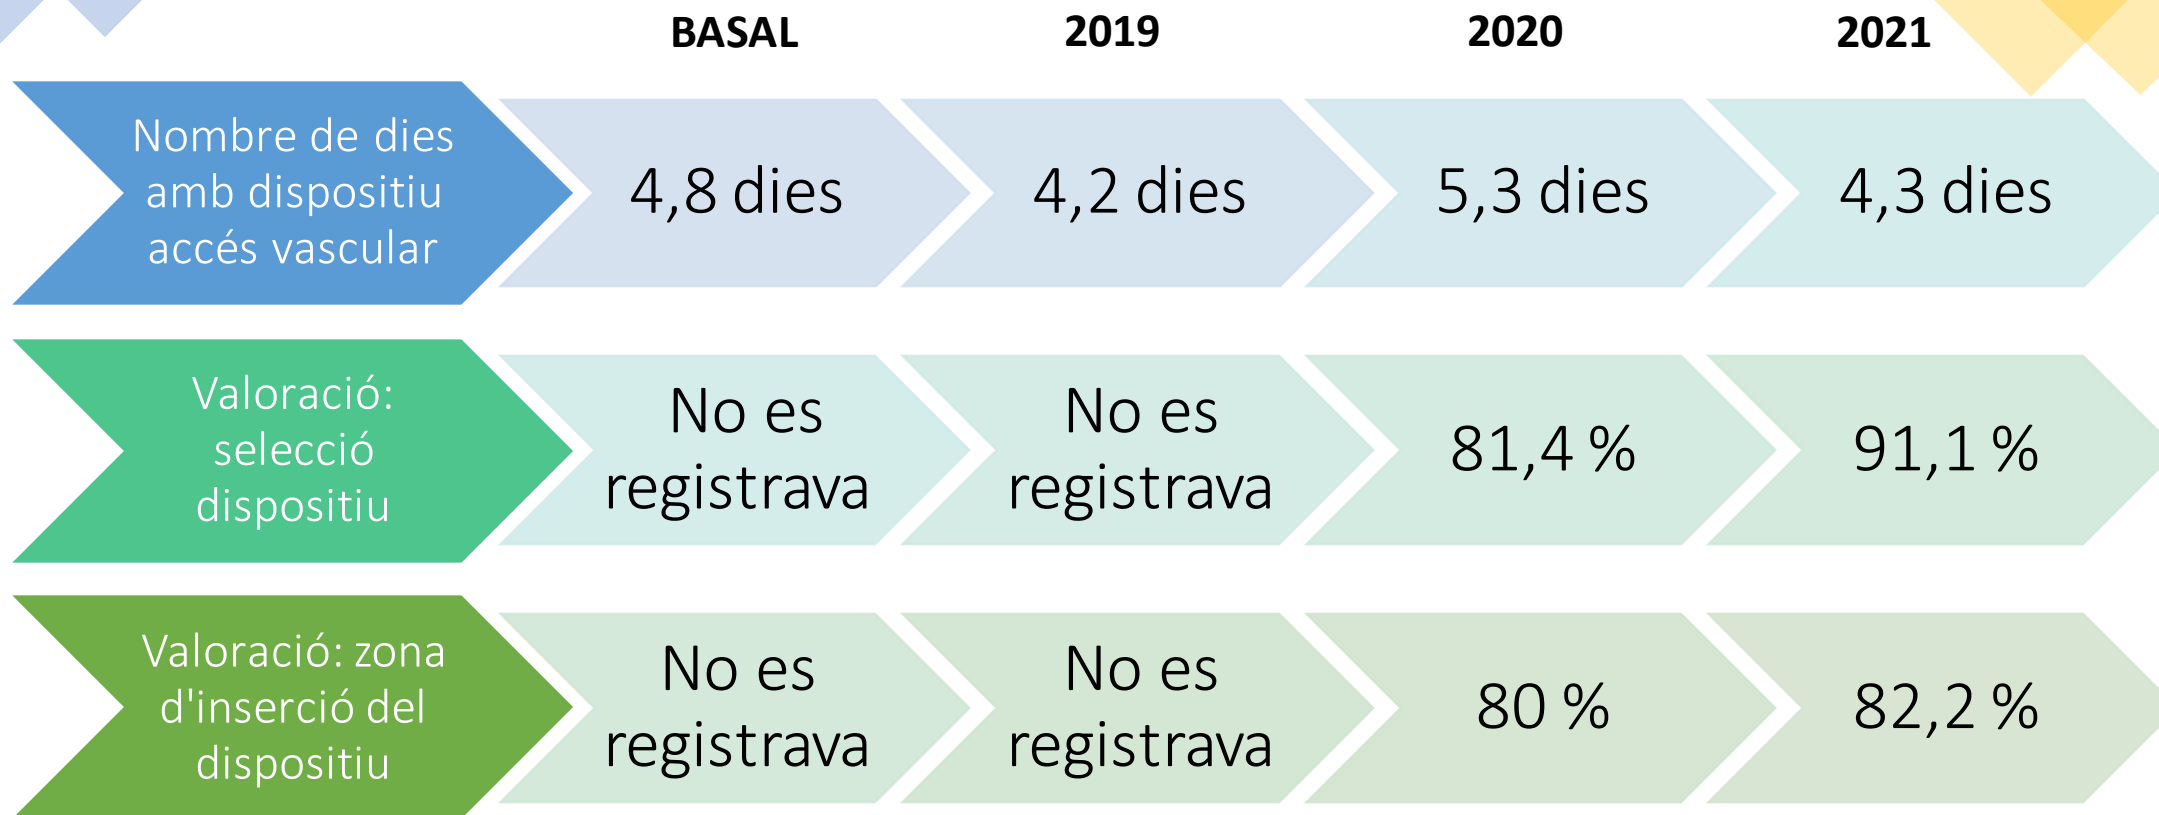 BASAL 2019 2020 2021
Nombre de dies
amb dispositiu
accés vascular
4,8 dies
4,2 dies
5,3 dies
4,3 dies
Valoració:
selecció
dispositiu
No es
registrava
No es
registrava
81,4 %
91,1 %
Valoració: zona
d'inserció del
dispositiu
No es
registrava
No es
registrava
80 %
82,2 %